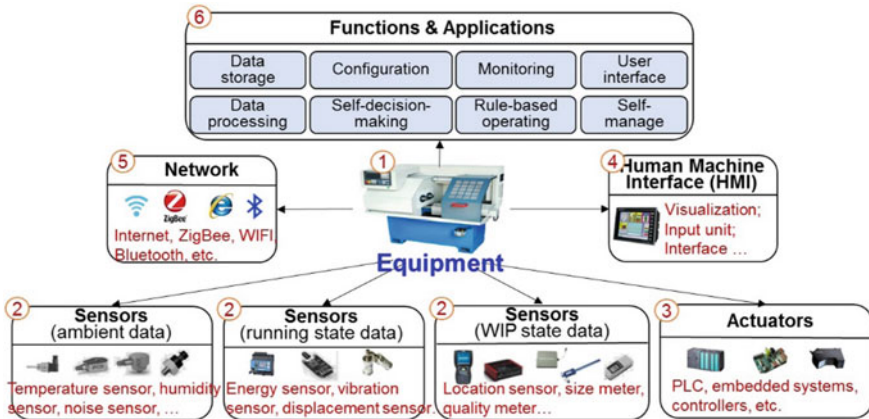 6
Functions & Applications
Data storage
Configuration
Monitoring
User interface
Data processing
Self-decision-making
Rule-based operating
Self-manage
5
Network
ZigBee
Internet, ZigBee, WIFI,
Bluetooth, etc.
1
Equipment
4
Human Machine
Interface (HMI)
Visualization;
Input unit;
Interface ...
2
Sensors
(ambient data)
Temperature sensor, humidity
sensor, noise sensor, ...
2
Sensors
(running state data)
Energy sensor, vibration
sensor, displacement sensor.
2
Sensors
(WIP state data)
Location sensor, size meter,
quality meter...
3
Actuators
PLC, embedded systems,
controllers, etc.